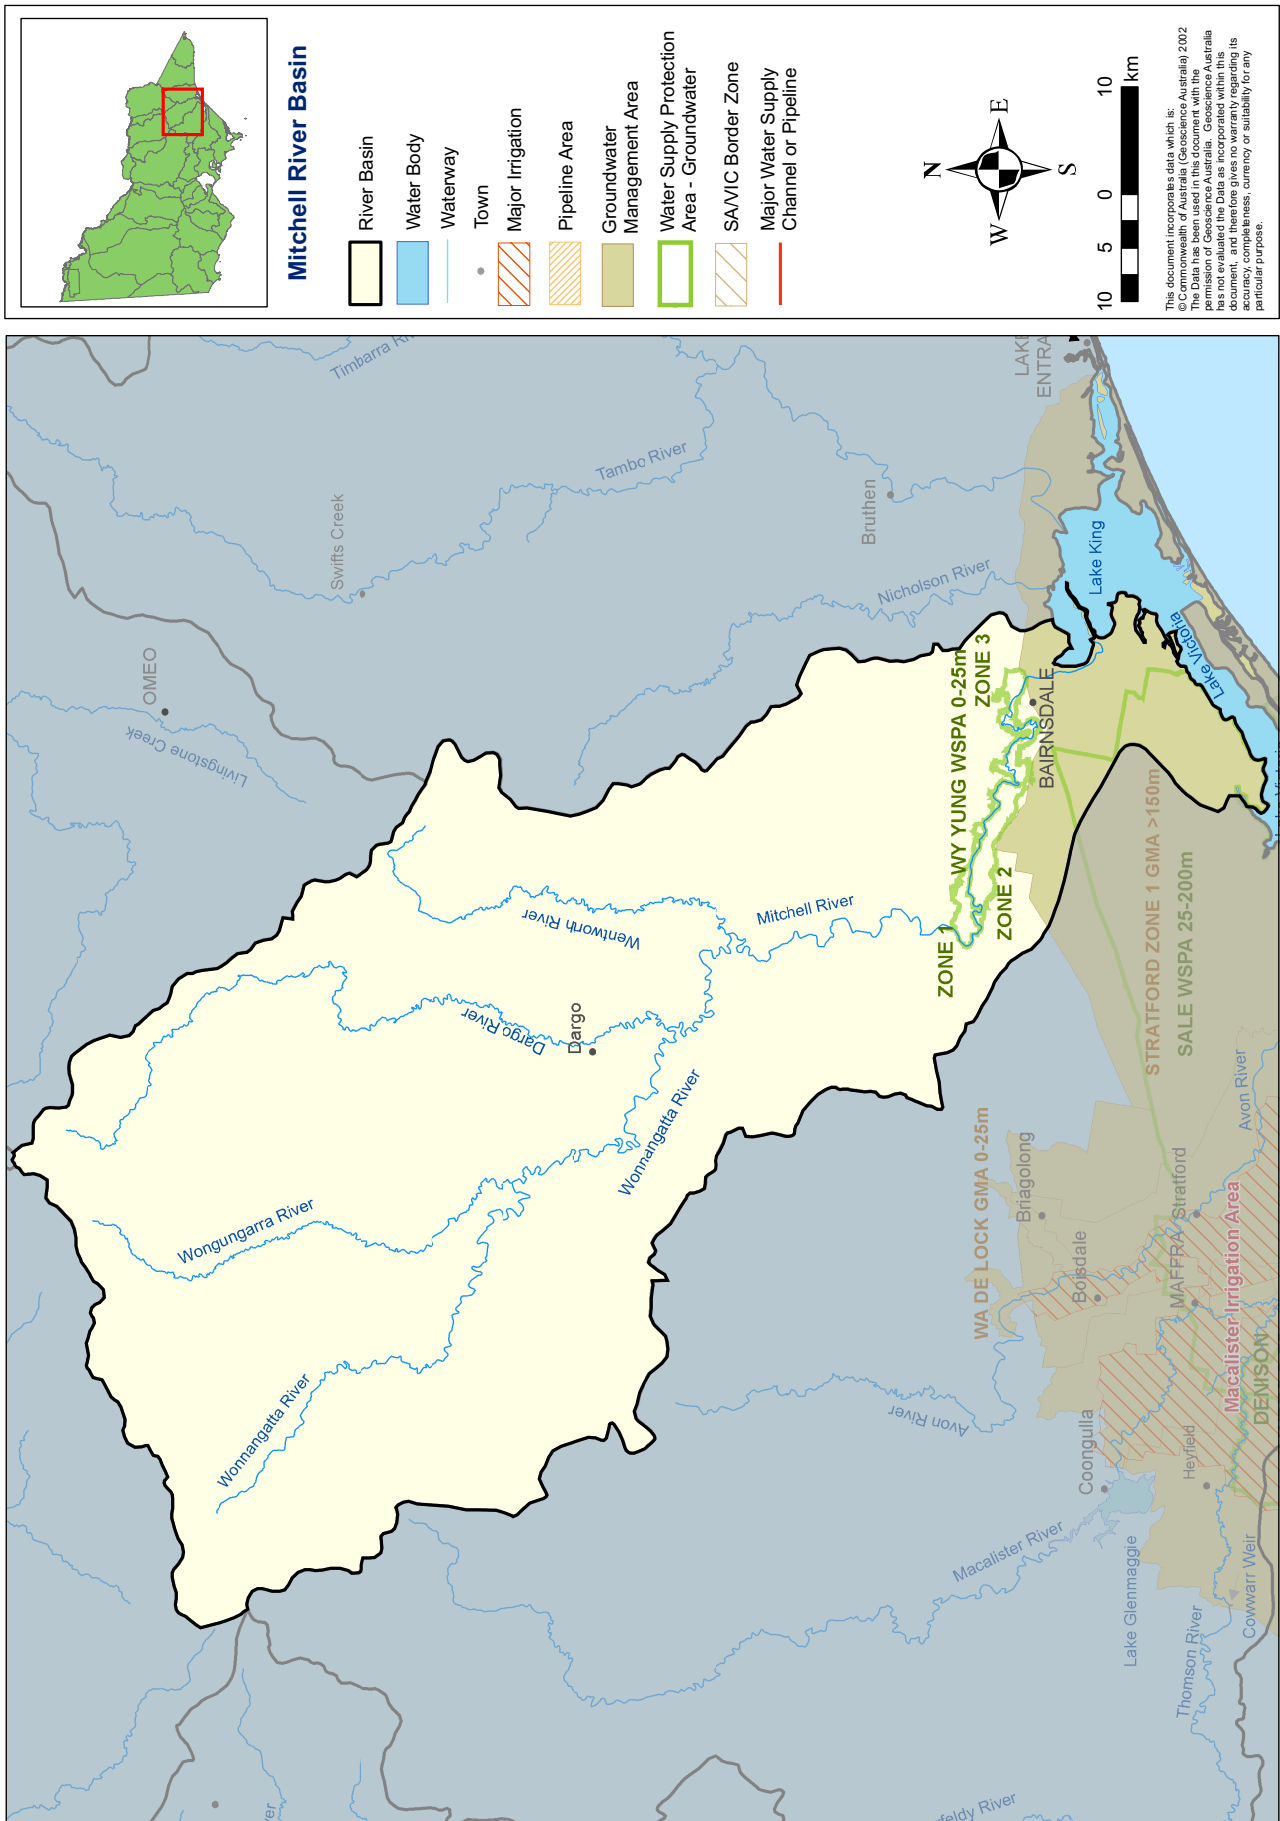 Mitchell River Basin
River Basin
Water Body
Waterway
Town
Major Irrigation
Pipeline Area
Groundwater
Management Area
Water Supply Protection
Area - Groundwater
SA/VIC Border Zone
Major Water Supply
Channel or Pipeline
N
W
E
S
10
5
0
10
km
This document incorporates data which is:
© Commonwealth of Australia (Geoscience Australia) 2002
The Data has been used in this document with the
permission of Geoscience Australia. Geoscience Australia
has not evaluated the Data as incorporated within this
document, and therefore gives no warranty regarding its
accuracy, completeness, currency or suitability for any
particular purpose.
Timbarra Riv
Tambo River
Swifts Creek
Bruthen
Nicholson River
OMEO
Livingstone Creek
LAKE
ENTRA
Lake King
Lake Victoria
WY YUNG WSPA 0-25m
ZONE 3
BAIRNSDALE
ZONE 1
ZONE 2
Mitchell River
Wentworh River
Dargo River
Dargo
Wonnangatta River
Wongungarra River
Wonnangatta River
STRATFORD ZONE 1 GMA >150m
SALE WSPA 25-200m
WA DE LOCK GMA 0-25m
Briagolong
Boisdale
Stratford
MAFFRA
Avon River
Macalister Irrigation Area
DENISON
Avon River
Coongulla
Heyfield
Macalister River
Lake Glenmaggie
Thomson River
Cowwarr Weir
feldy River
ver